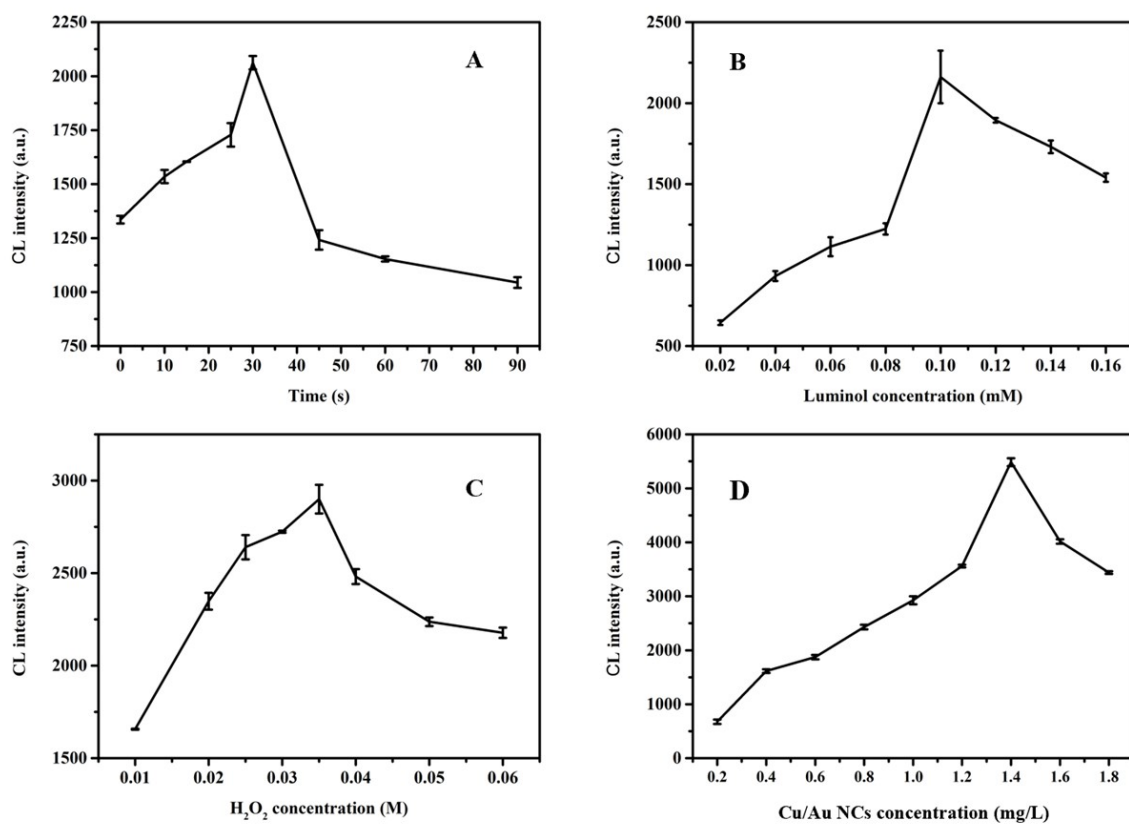 A
CL intensity (a.u.)
2250
2000
1750
1500
1250
1000
750
0 10 20 30 40 50 60 70 80 90
Time (s)
B
CL intensity (a.u.)
2500
2000
1500
1000
500
0.02 0.04 0.06 0.08 0.10 0.12 0.14 0.16
Luminol concentration (mM)
C
CL intensity (a.u.)
3000
2500
2000
1500
0.01 0.02 0.03 0.04 0.05 0.06
H₂O₂ concentration (M)
D
CL intensity (a.u.)
6000
5000
4000
3000
2000
1000
0
0.2 0.4 0.6 0.8 1.0 1.2 1.4 1.6 1.8
Cu/Au NCs concentration (mg/L)